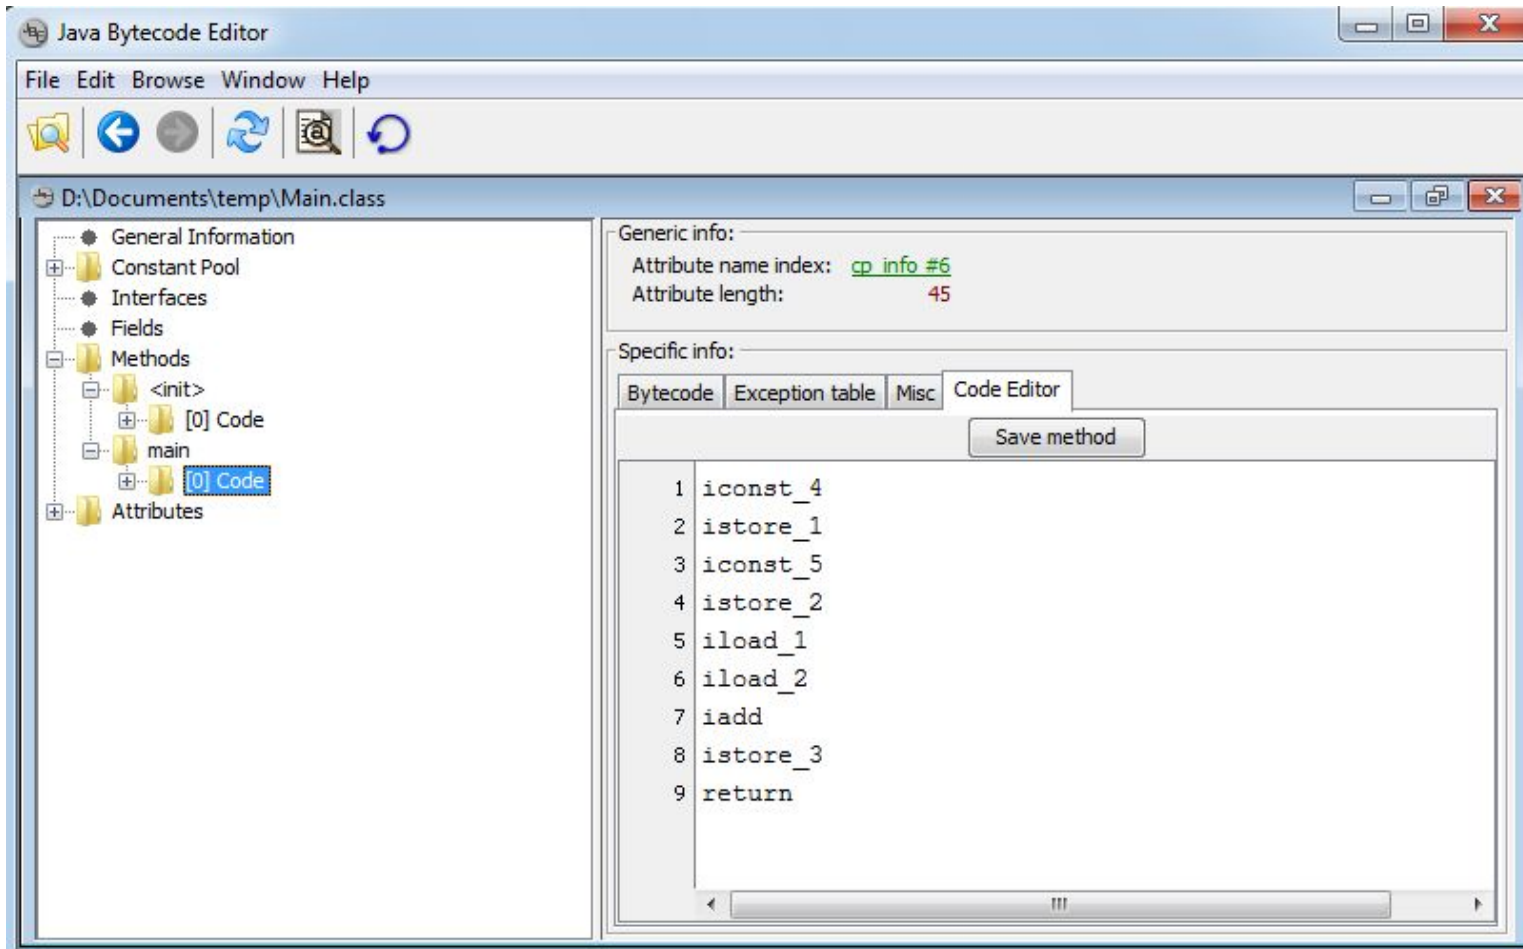 Java Bytecode Editor
File Edit Browse Window Help
D:\Documents\temp\Main.class
General Information
Constant Pool
Interfaces
Fields
Methods
<init>
[0] Code
main
[0] Code
Attributes
Generic info:
Attribute name index: cp_info #6
Attribute length: 45
Specific info:
Bytecode Exception table Misc Code Editor
Save method
1 iconst_4
2 istore_1
3 iconst_5
4 istore_2
5 iload_1
6 iload_2
7 iadd
8 istore_3
9 return